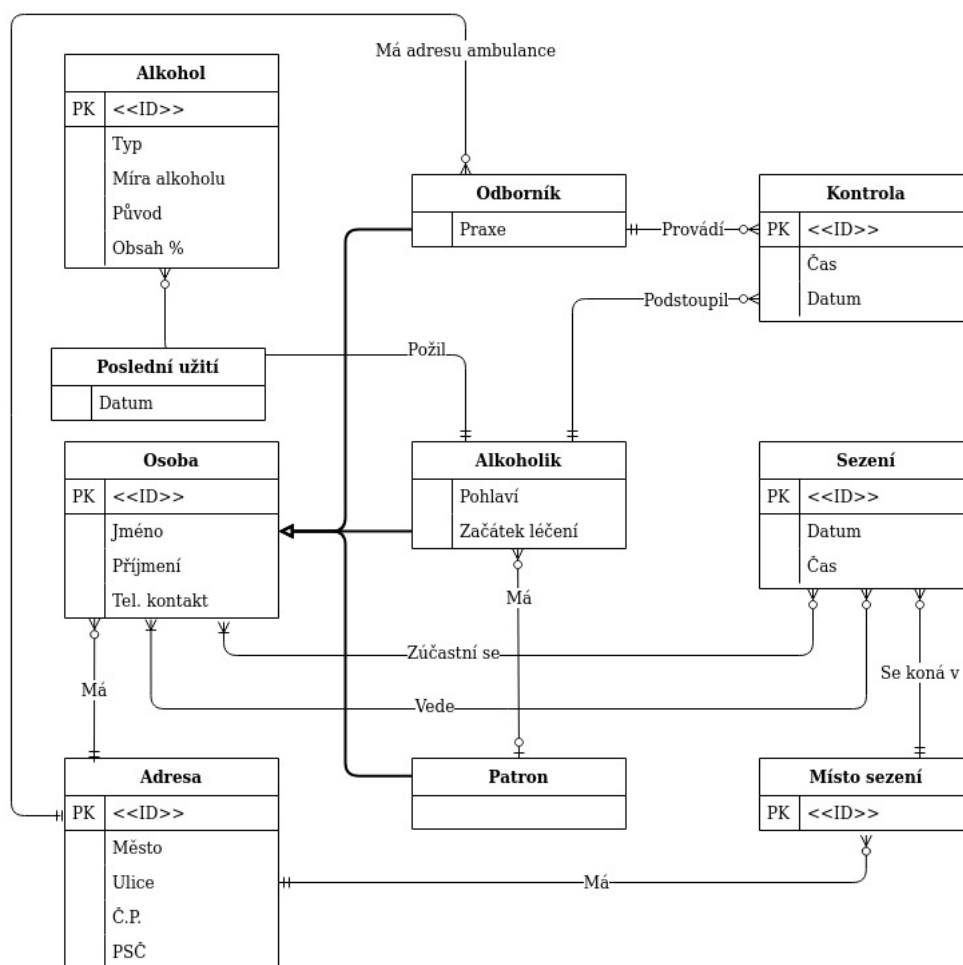 Má adresu ambulance
Alkohol
PK <<ID>>
Typ
Míra alkoholu
Původ
Obsah %
Odborník
Praxe
Provádí
Kontrola
PK <<ID>>
Čas
Datum
Podstoupil
Poslední užití
Datum
Požil
Osoba
PK <<ID>>
Jméno
Příjmení
Tel. kontakt
Alkoholik
Pohlaví
Začátek léčení
Sezení
PK <<ID>>
Datum
Čas
Má
Zúčastní se
Se koná v
Má
Vede
Adresa
PK <<ID>>
Město
Ulice
Č.P.
PSČ
Patron
Místo sezení
PK <<ID>>
Má